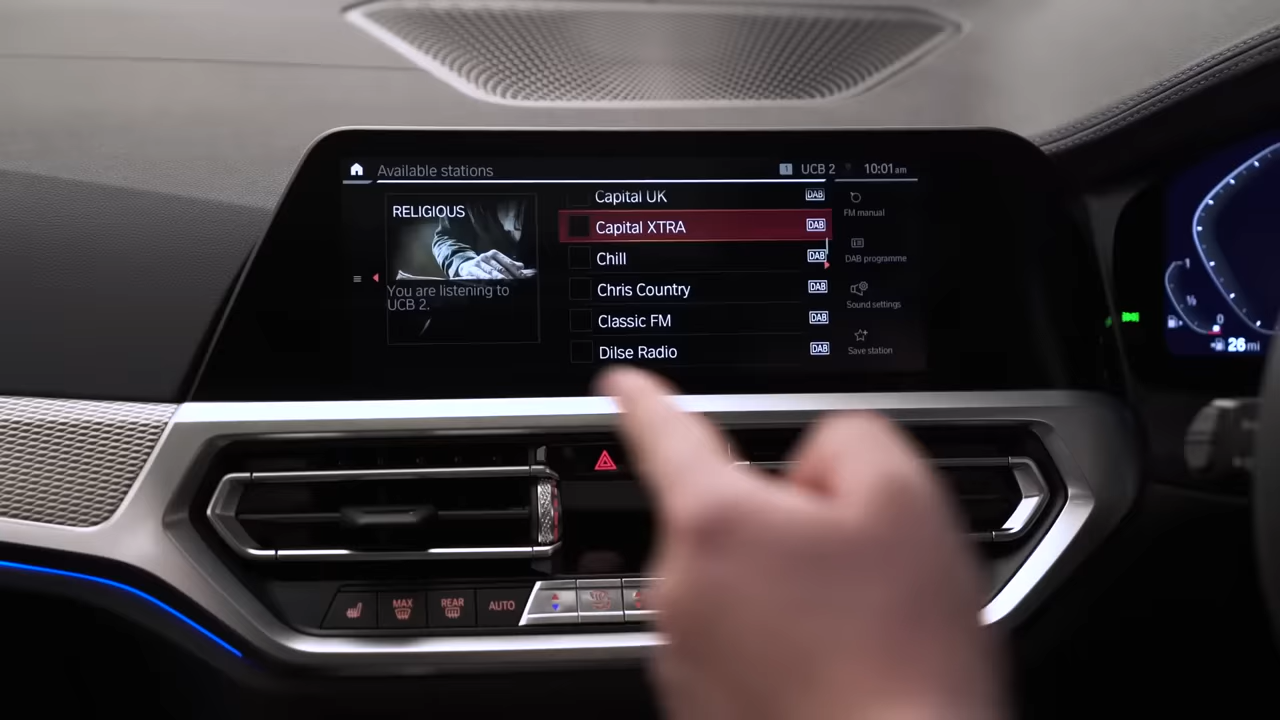 Available stations
1 UCB 2 10:01am
RELIGIOUS
You are listening to
UCB 2.
Capital UK DAB
Capital XTRA DAB
Chill DAB
Chris Country DAB
Classic FM DAB
Dilse Radio DAB
FM manual
DAB programme
Sound settings
Save station
0
26 mi
MAX
REAR
AUTO